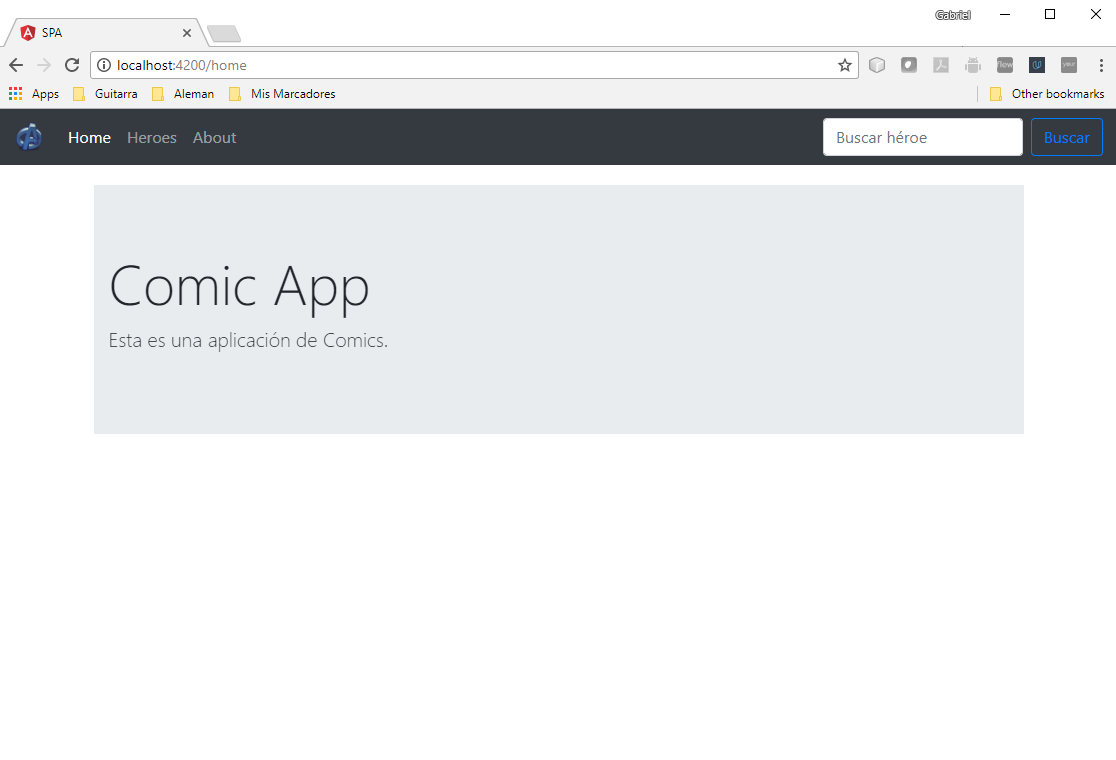 Gabriel
SPA
localhost:4200/home
Apps Guitarra Aleman Mis Marcadores Other bookmarks
Home Heroes About Buscar héroe Buscar
Comic App
Esta es una aplicación de Comics.